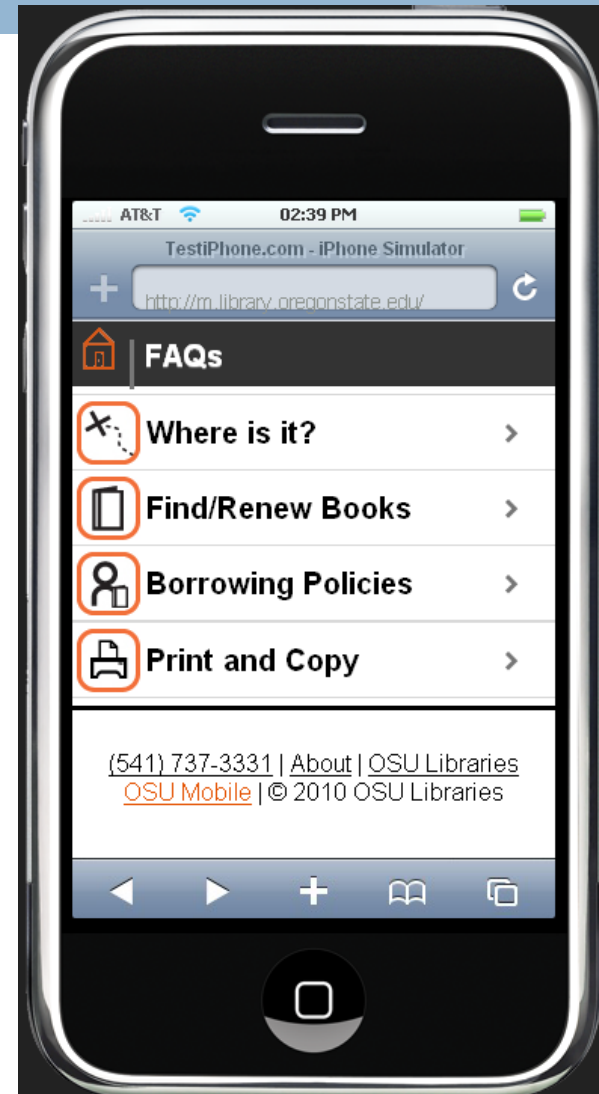 AT&T 02:39 PM
TestiPhone.com - iPhone Simulator
http://m.library.oregonstate.edu/
FAQs
Where is it?
Find/Renew Books
Borrowing Policies
Print and Copy
(541) 737-3331 | About | OSU Libraries
OSU Mobile | © 2010 OSU Libraries